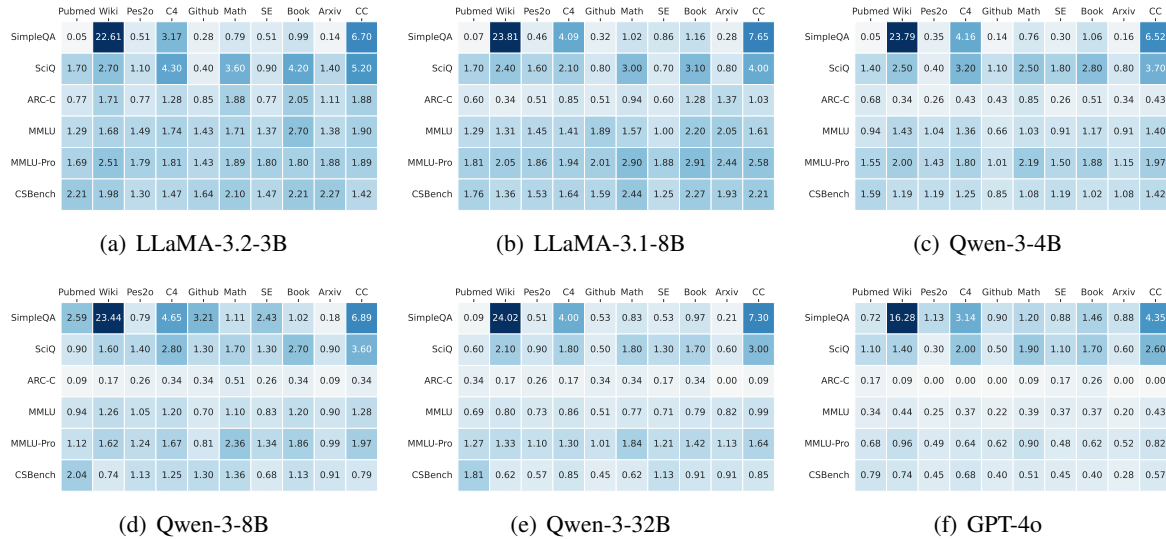 Pubmed Wiki Pes2o C4 Github Math SE Book Arxiv CC
SimpleQA 0.05 22.61 0.51 3.17 0.28 0.79 0.51 0.99 0.14 6.70
SciQ 1.70 2.70 1.10 4.30 0.40 3.60 0.90 4.20 1.40 5.20
ARC-C 0.77 1.71 0.77 1.28 0.85 1.88 0.77 2.05 1.11 1.88
MMLU 1.29 1.68 1.49 1.74 1.43 1.71 1.37 2.70 1.38 1.90
MMLU-Pro 1.69 2.51 1.79 1.81 1.43 1.89 1.80 1.80 1.88 1.89
CSBench 2.21 1.98 1.30 1.47 1.64 2.10 1.47 2.21 2.27 1.42
(a) LLaMA-3.2-3B
Pubmed Wiki Pes2o C4 Github Math SE Book Arxiv CC
SimpleQA 0.07 23.81 0.46 4.09 0.32 1.02 0.86 1.16 0.28 7.65
SciQ 1.70 2.40 1.60 2.10 0.80 3.00 0.70 3.10 0.80 4.00
ARC-C 0.60 0.34 0.51 0.85 0.51 0.94 0.60 1.28 1.37 1.03
MMLU 1.29 1.31 1.45 1.41 1.89 1.57 1.00 2.20 2.05 1.61
MMLU-Pro 1.81 2.05 1.86 1.94 2.01 2.90 1.88 2.91 2.44 2.58
CSBench 1.76 1.36 1.53 1.64 1.59 2.44 1.25 2.27 1.93 2.21
(b) LLaMA-3.1-8B
Pubmed Wiki Pes2o C4 Github Math SE Book Arxiv CC
SimpleQA 0.07 23.79 0.35 4.16 0.14 0.76 0.30 1.06 0.16 6.52
SciQ 1.40 2.50 0.40 3.20 1.10 2.50 1.80 2.80 0.80 3.70
ARC-C 0.68 0.34 0.26 0.43 0.43 0.85 0.26 0.51 0.34 0.43
MMLU 0.94 1.43 1.04 1.36 0.66 1.03 0.91 1.17 0.91 1.40
MMLU-Pro 1.55 2.00 1.43 1.80 1.01 2.19 1.50 1.88 1.15 1.97
CSBench 1.59 1.19 1.19 1.25 0.85 1.08 1.19 1.02 1.08 1.42
(c) Qwen-3-4B
Pubmed Wiki Pes2o C4 Github Math SE Book Arxiv CC
SimpleQA 2.59 23.44 0.79 4.65 3.21 1.11 2.43 1.02 0.18 6.89
SciQ 0.90 1.60 1.40 2.80 1.30 1.70 1.30 2.70 0.90 3.60
ARC-C 0.09 0.17 0.26 0.34 0.34 0.51 0.26 0.34 0.09 0.34
MMLU 0.94 1.26 1.05 1.20 0.70 1.10 0.83 1.20 0.90 1.28
MMLU-Pro 1.12 1.62 1.24 1.67 0.81 2.36 1.34 1.86 0.99 1.97
CSBench 2.04 0.74 1.13 1.25 1.30 1.36 0.68 1.13 0.91 0.79
(d) Qwen-3-8B
Pubmed Wiki Pes2o C4 Github Math SE Book Arxiv CC
SimpleQA 0.09 24.02 0.51 4.00 0.53 0.83 0.53 0.97 0.21 7.30
SciQ 0.60 2.10 0.90 1.80 0.50 1.80 1.30 1.70 0.60 3.00
ARC-C 0.34 0.17 0.26 0.17 0.34 0.34 0.34 0.34 0.00 0.09
MMLU 0.69 0.80 0.73 0.86 0.51 0.77 0.71 0.79 0.82 0.99
MMLU-Pro 1.27 1.33 1.10 1.30 1.01 1.84 1.21 1.42 1.13 1.64
CSBench 1.81 0.62 0.57 0.85 0.45 0.62 1.13 0.91 0.91 0.85
(e) Qwen-3-32B
Pubmed Wiki Pes2o C4 Github Math SE Book Arxiv CC
SimpleQA 0.72 16.28 1.13 3.14 0.90 1.20 0.88 1.46 0.88 4.35
SciQ 1.10 1.40 0.30 2.00 0.50 1.90 1.10 1.70 0.60 2.60
ARC-C 0.17 0.09 0.00 0.00 0.00 0.09 0.17 0.26 0.00 0.00
MMLU 0.34 0.44 0.25 0.37 0.22 0.39 0.37 0.37 0.20 0.43
MMLU-Pro 0.68 0.96 0.49 0.64 0.62 0.90 0.48 0.62 0.52 0.82
CSBench 0.79 0.74 0.45 0.68 0.40 0.51 0.45 0.40 0.28 0.57
(f) GPT-4o